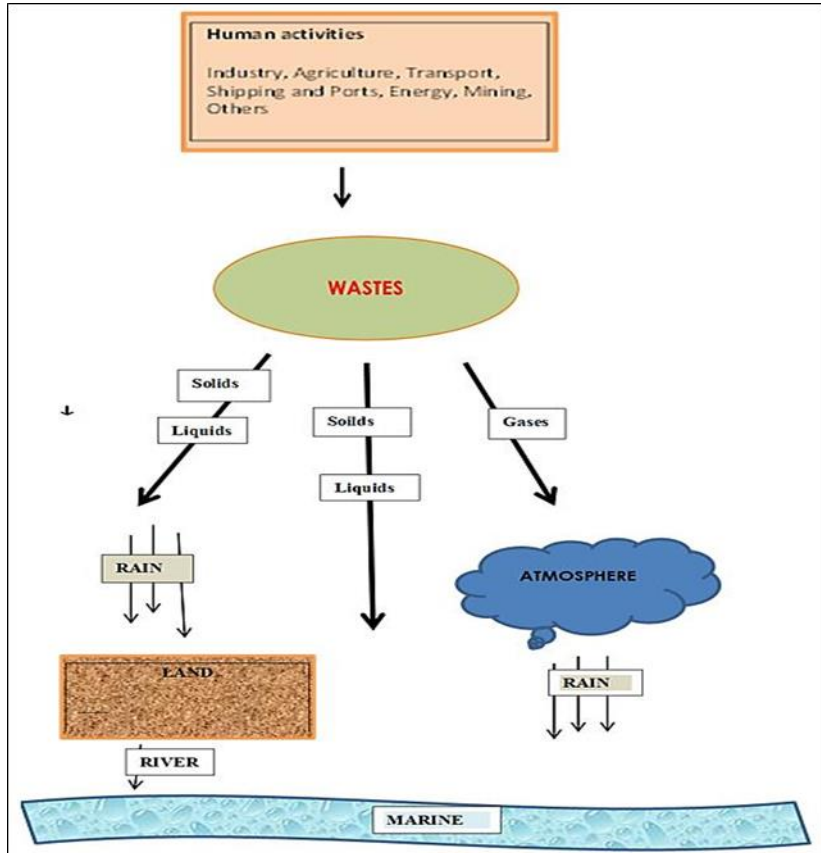 Human activities
Industry, Agriculture, Transport,
Shipping and Ports, Energy, Mining,
Others
WASTES
Solids
Liquids
Soilds
Liquids
Gases
RAIN
ATMOSPHERE
LAND
RAIN
RIVER
MARINE